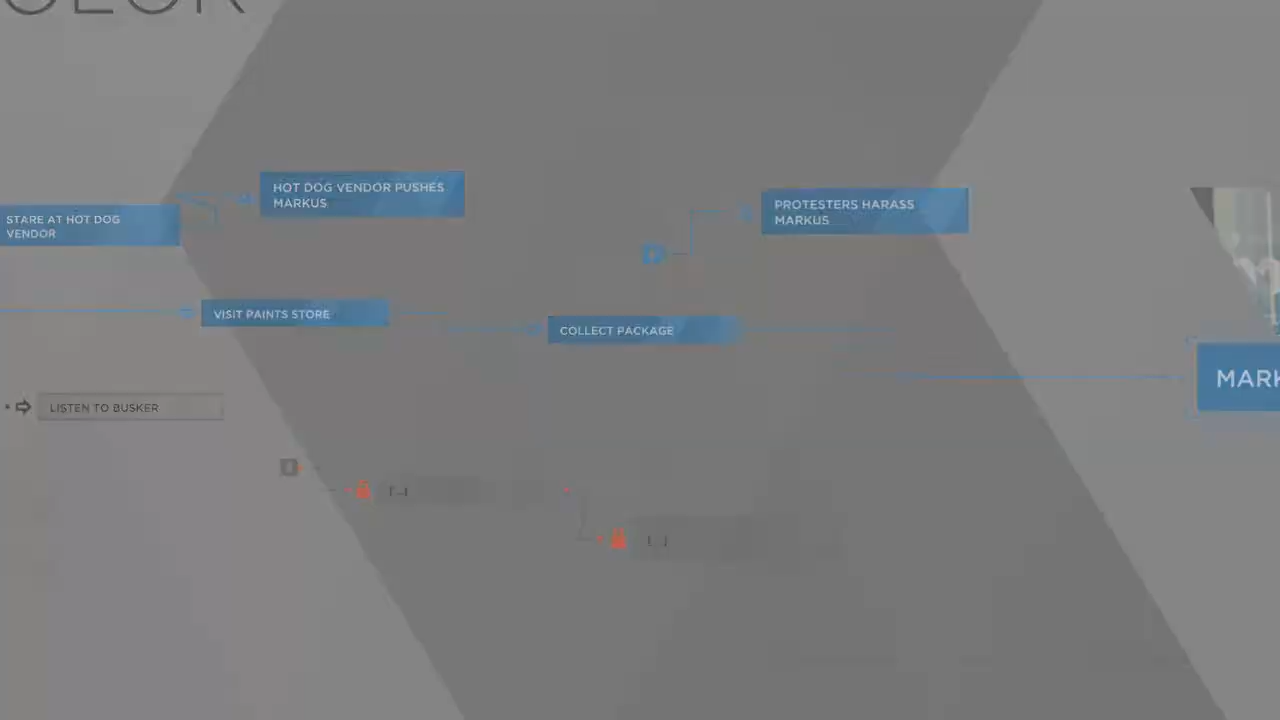 HOT DOG VENDOR PUSHES
MARKUS
STARE AT HOT DOG
VENDOR
PROTESTERS HARASS
MARKUS
VISIT PAINTS STORE
COLLECT PACKAGE
LISTEN TO BUSKER